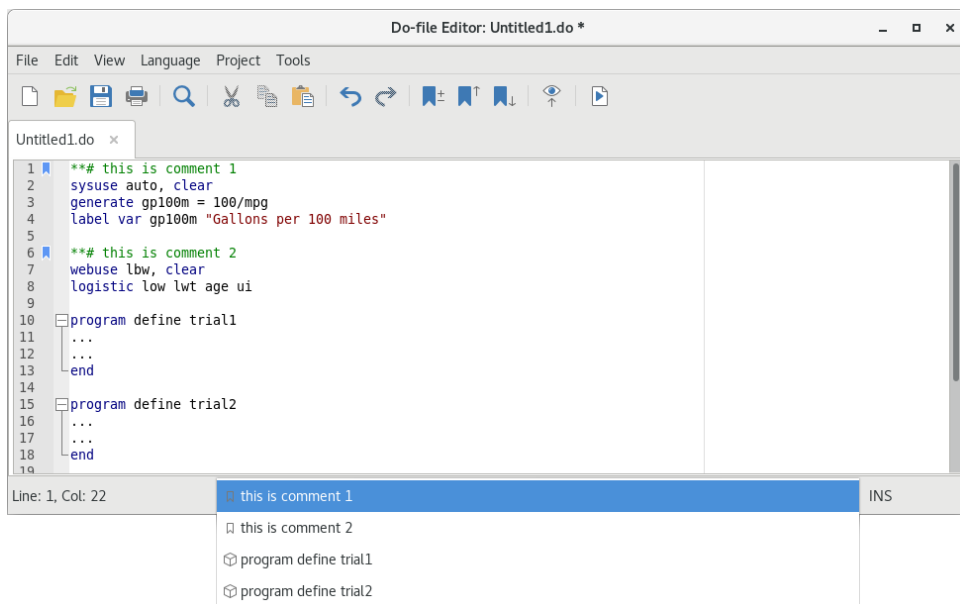 Do-file Editor: Untitled1.do *
File Edit View Language Project Tools
Untitled1.do
1 **# this is comment 1
2 sysuse auto, clear
3 generate gp100m = 100/mpg
4 label var gp100m "Gallons per 100 miles"
5
6 **# this is comment 2
7 webuse lbw, clear
8 logistic low lwt age ui
9
10 program define trial1
11 ...
12 ...
13 end
14
15 program define trial2
16 ...
17 ...
18 end
19
Line: 1, Col: 22
this is comment 1
INS
this is comment 2
program define trial1
program define trial2